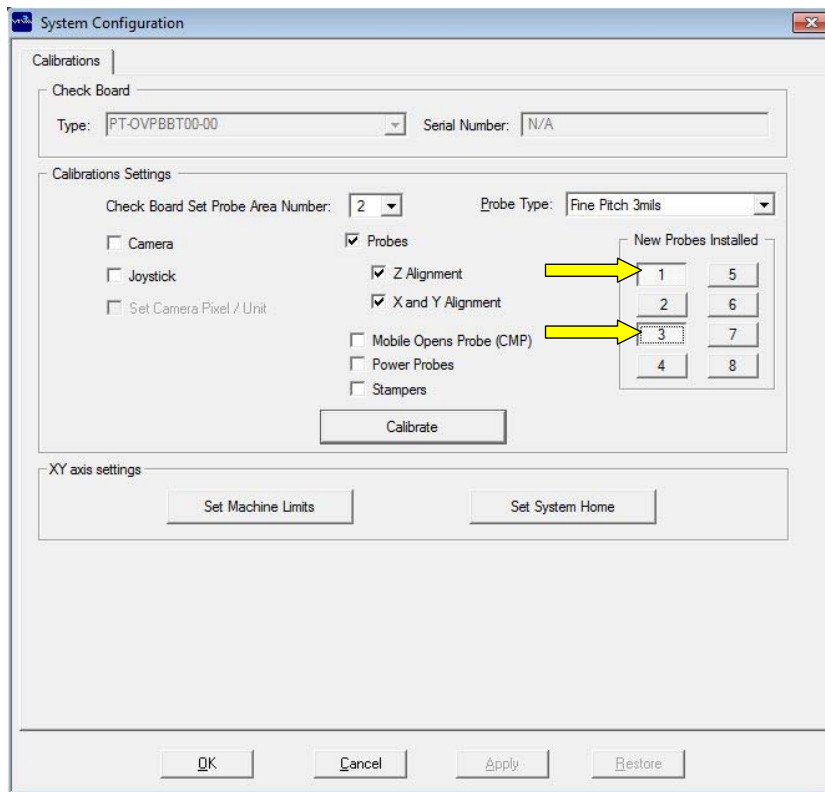 System Configuration
Calibrations
Check Board
Type: PT-OVPBBT00-00 Serial Number: N/A
Calibrations Settings
Check Board Set Probe Area Number: 2 Probe Type: Fine Pitch 3mils
Camera Probes New Probes Installed
Joystick Z Alignment 1 5
Set Camera Pixel / Unit X and Y Alignment 2 6
Mobile Opens Probe (CMP) 3 7
Power Probes 4 8
Stampers
Calibrate
XY axis settings
Set Machine Limits Set System Home
OK Cancel Apply Restore